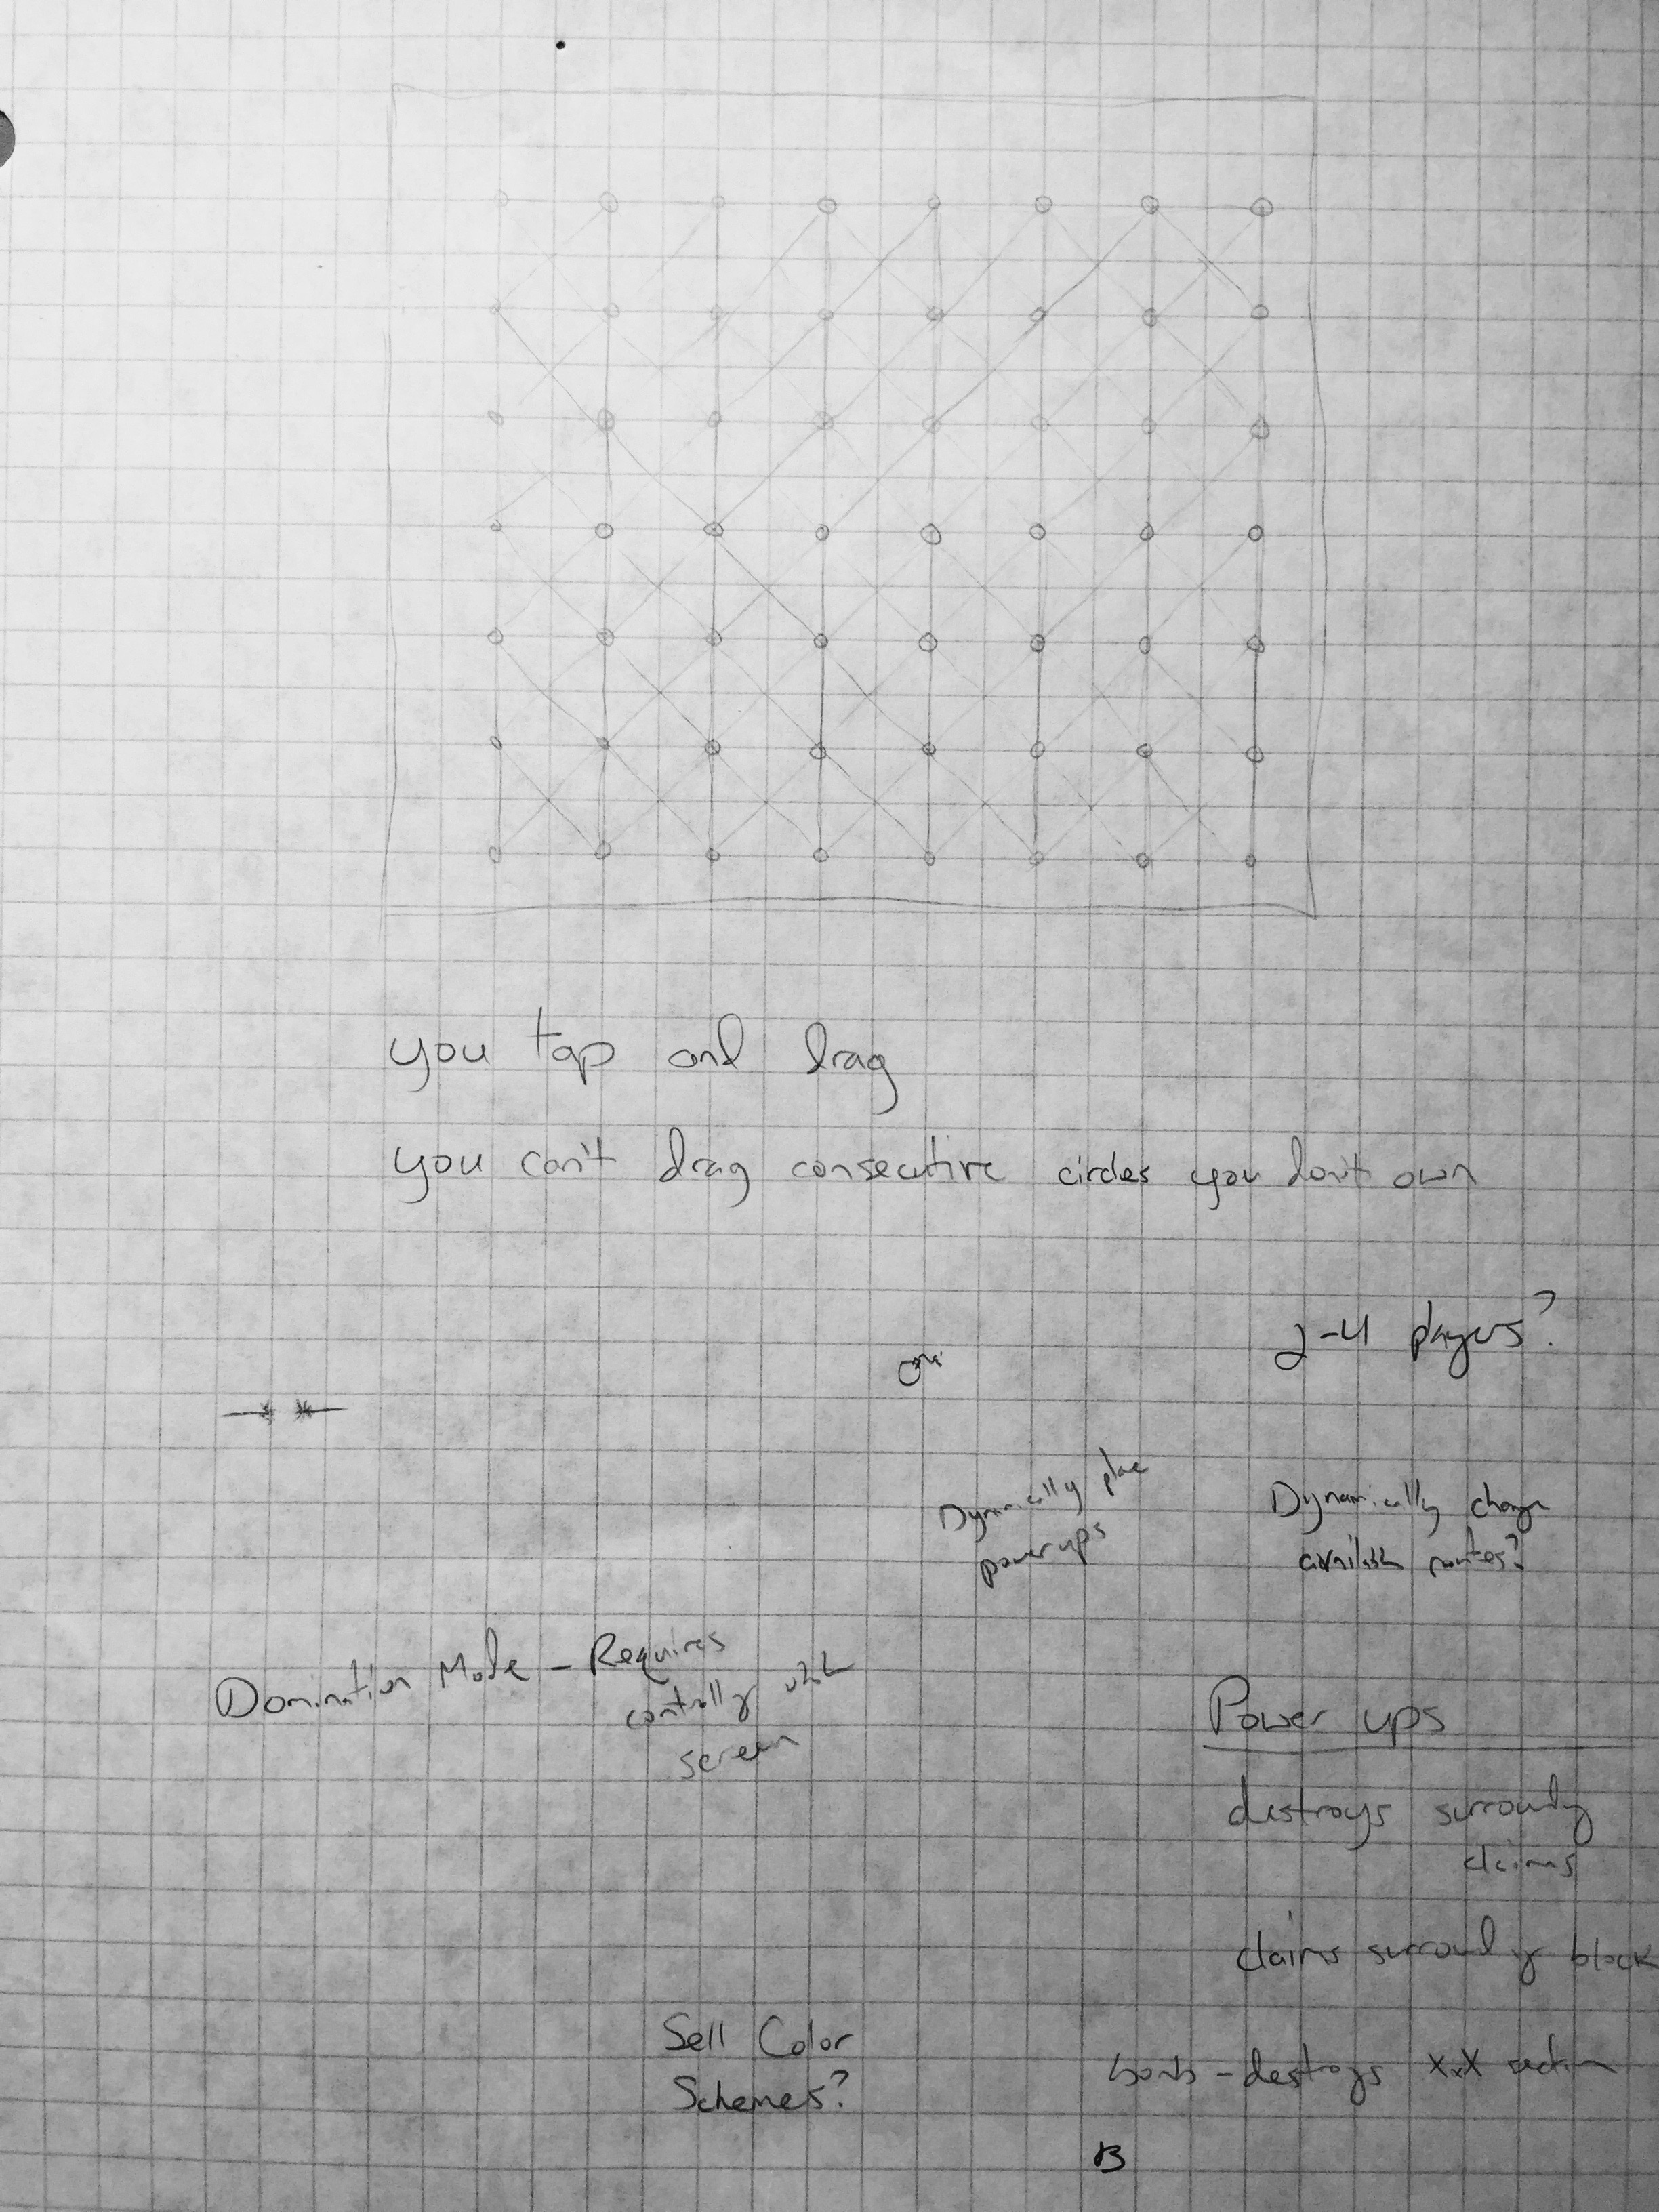 you tap and drag
you can't drag consecutive circles you don't own
2-4 players?
Dynamically place
powerups
Dynamically change
available routes?
Domination Mode - Requires
controlling whole
screen
Power ups
destroys surrounding
claims
claims surrounding block
Sell Color
Schemes?
bomb - destroys XxX section
B